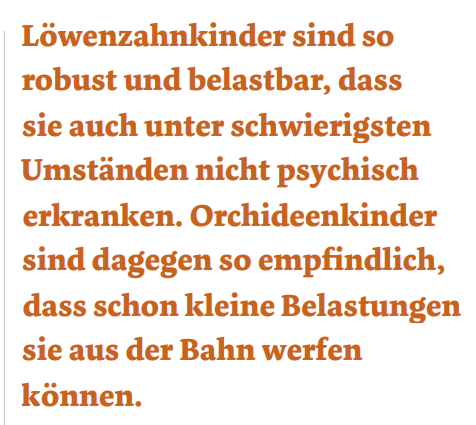 Löwenzahnkinder sind so
robust und belastbar, dass
sie auch unter schwierigsten
Umständen nicht psychisch
erkranken. Orchideenkinder
sind dagegen so empfindlich,
dass schon kleine Belastungen
sie aus der Bahn werfen
können.